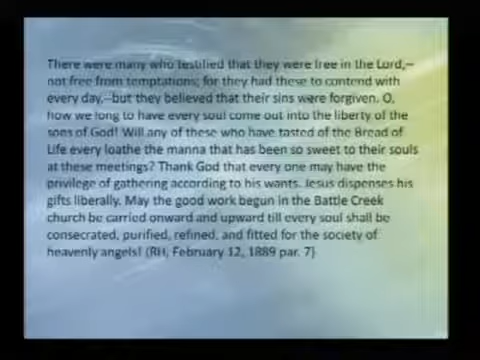 There were many who testified that they were free in the Lord,--
not free from temptations; for they had these to contend with
every day,--but they believed that their sins were forgiven. O,
how we long to have every soul come out into the liberty of the
sons of God! Will any of these who have tasted of the Bread of
Life every loathe the manna that has been so sweet to their souls
at these meetings? Thank God that every one may have the
privilege of gathering according to his wants. Jesus dispenses his
gifts liberally. May the good work begun in the Battle Creek
church be carried onward and upward till every soul shall be
consecrated, purified, refined, and fitted for the society of
heavenly angels! {RH, February 12, 1889 par. 7}